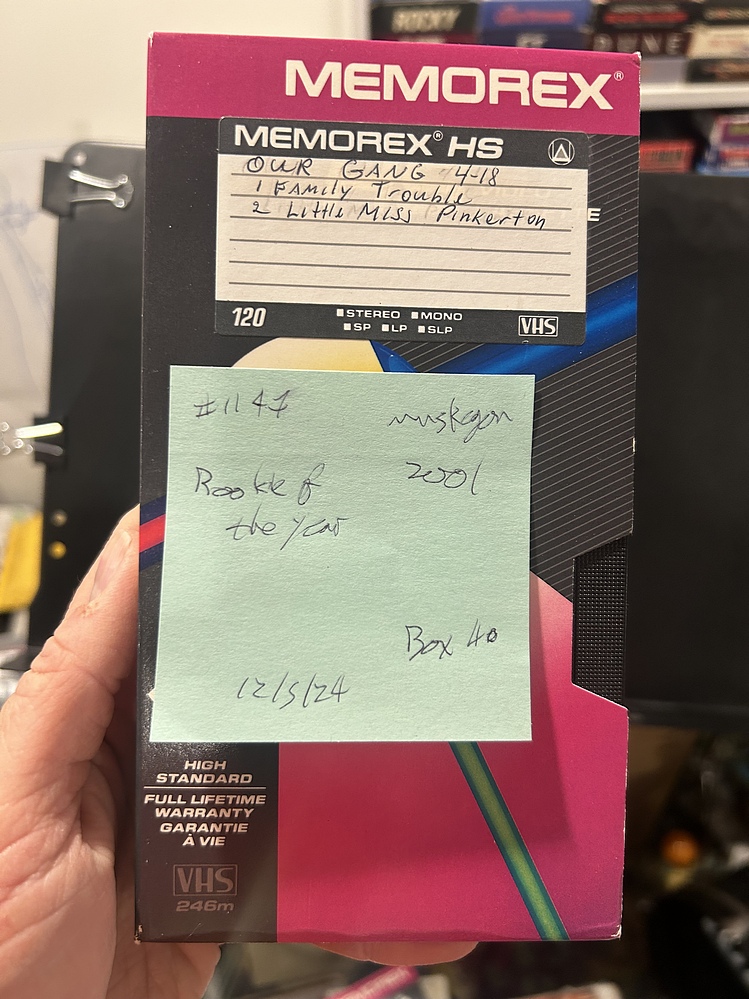 ROCKY
DUNE
MEMOREX®
MEMOREX® HS
OUR GANG 4-18
1 Family Trouble
2 Little Miss Pinkerton
E
120
STEREO MONO
SP LP SLP
VHS
#1147
muskegon
2001
Rookie of
the year
Box 40
12/5/24
HIGH
STANDARD
FULL LIFETIME
WARRANTY
GARANTIE
À VIE
VHS
246m